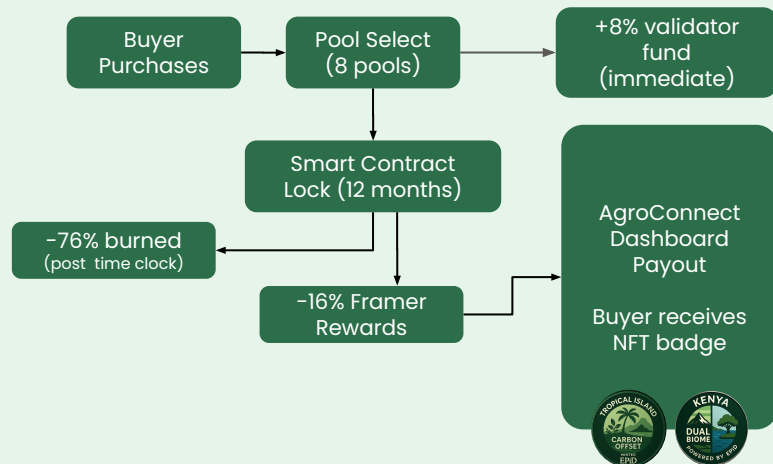 Buyer
Purchases
Pool Select
(8 pools)
+8% validator
fund
(immediate)
Smart Contract
Lock (12 months)
-76% burned
(post time clock)
-16% Framer
Rewards
AgroConnect
Dashboard
Payout
Buyer receives
NFT badge
TROPICAL ISLAND
CARBON
OFFSET
EPiD
KENYA
DUAL
BIOME
POWERED BY EPiD